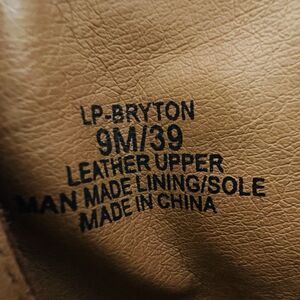 LP-BRYTON
9M/39
LEATHER UPPER
MAN MADE LINING/SOLE
MADE IN CHINA